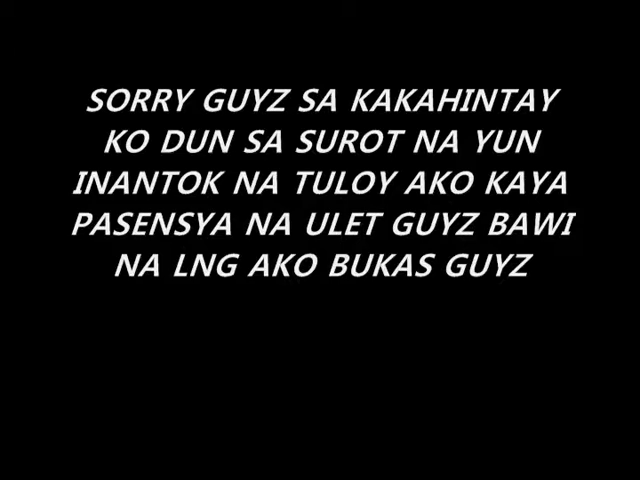 SORRY GUYZ SA KAKAHINTAY
KO DUN SA SUROT NA YUN
INANTOK NA TULOY AKO KAYA
PASENSYA NA ULET GUYZ BAWI
NA LNG AKO BUKAS GUYZ